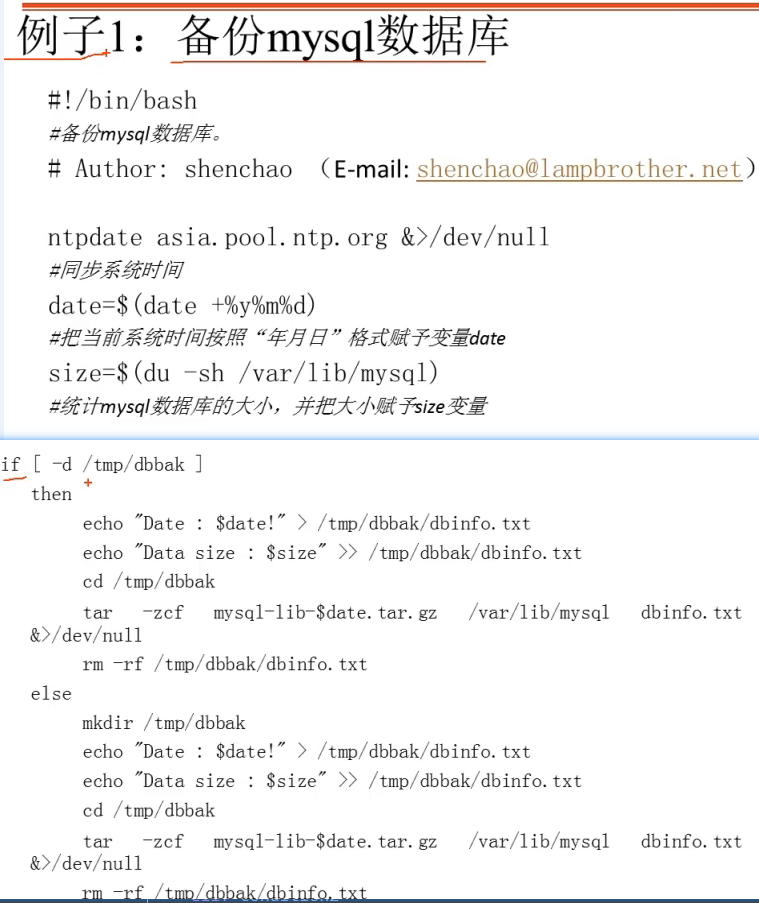 例子1：备份mysql数据库
#!/bin/bash
#备份mysql数据库。
# Author: shenchao （E-mail: shenchao@lampbrother.net）
ntpdate asia.pool.ntp.org &>/dev/null
#同步系统时间
date=$(date +%y%m%d)
#把当前系统时间按照“年月日”格式赋予变量date
size=$(du -sh /var/lib/mysql)
#统计mysql数据库的大小，并把大小赋予size变量
if [ -d /tmp/dbbak ]
then
echo "Date : $date!" > /tmp/dbbak/dbinfo.txt
echo "Data size : $size" >> /tmp/dbbak/dbinfo.txt
cd /tmp/dbbak
tar -zcf mysql-lib-$date.tar.gz /var/lib/mysql dbinfo.txt
&>/dev/null
rm -rf /tmp/dbbak/dbinfo.txt
else
mkdir /tmp/dbbak
echo "Date : $date!" > /tmp/dbbak/dbinfo.txt
echo "Data size : $size" >> /tmp/dbbak/dbinfo.txt
cd /tmp/dbbak
tar -zcf mysql-lib-$date.tar.gz /var/lib/mysql dbinfo.txt
&>/dev/null
rm -rf /tmp/dbbak/dbinfo.txt